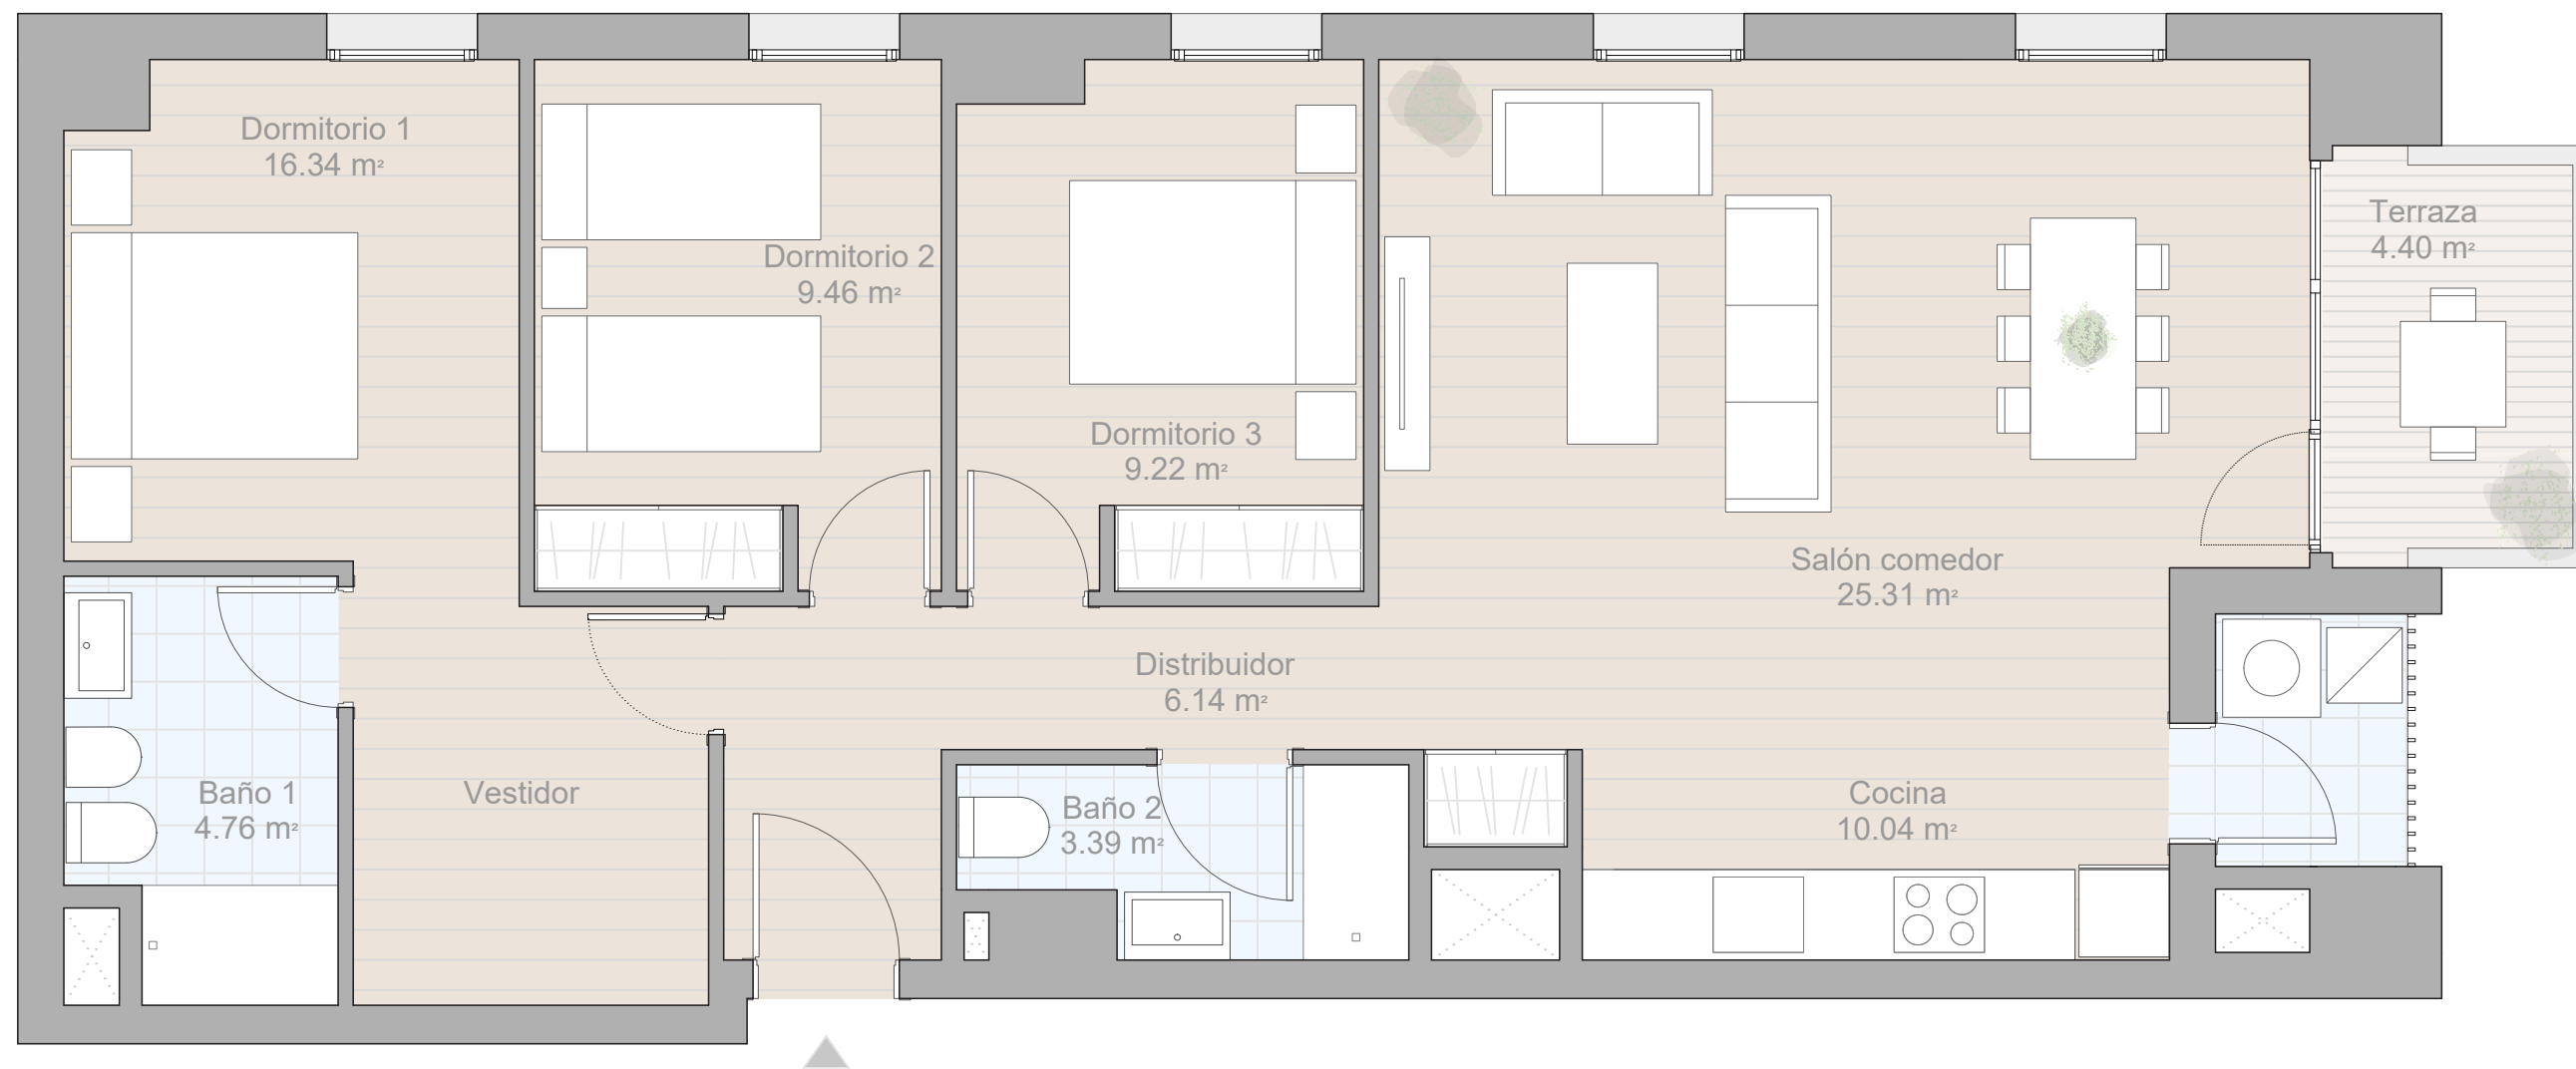 Dormitorio 1
16.34 m²
Dormitorio 2
9.46 m²
Dormitorio 3
9.22 m²
Terraza
4.40 m²
Salón comedor
25.31 m²
Distribuidor
6.14 m²
Baño 1
4.76 m²
Vestidor
Baño 2
3.39 m²
Cocina
10.04 m²